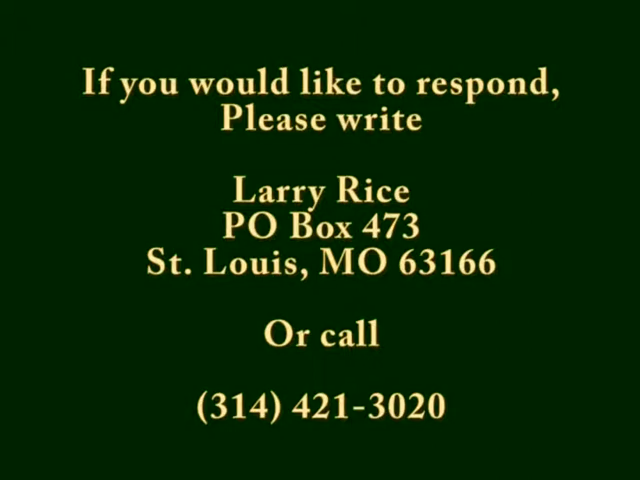 If you would like to respond,
Please write
Larry Rice
PO Box 473
St. Louis, MO 63166
Or call
(314) 421-3020